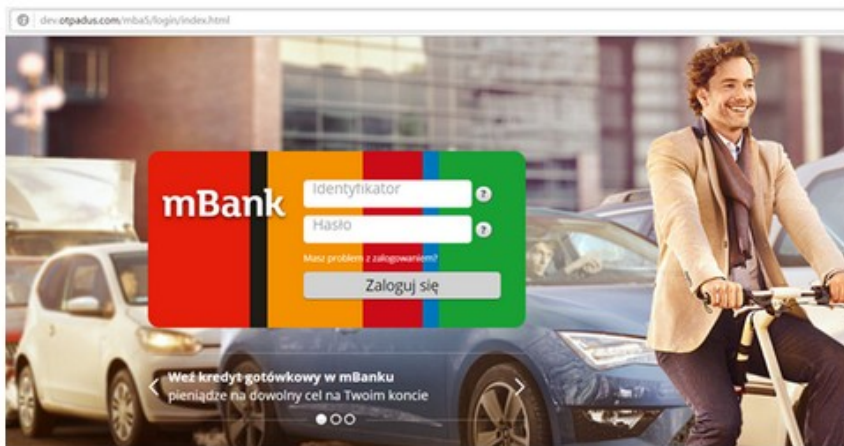 dev.otpadus.com/mba5/login/index.html
mBank
Identyfikator
?
Hasło
?
Masz problem z zalogowaniem?
Zaloguj się
Weź kredyt gotówkowy w mBanku
pieniądze na dowolny cel na Twoim koncie